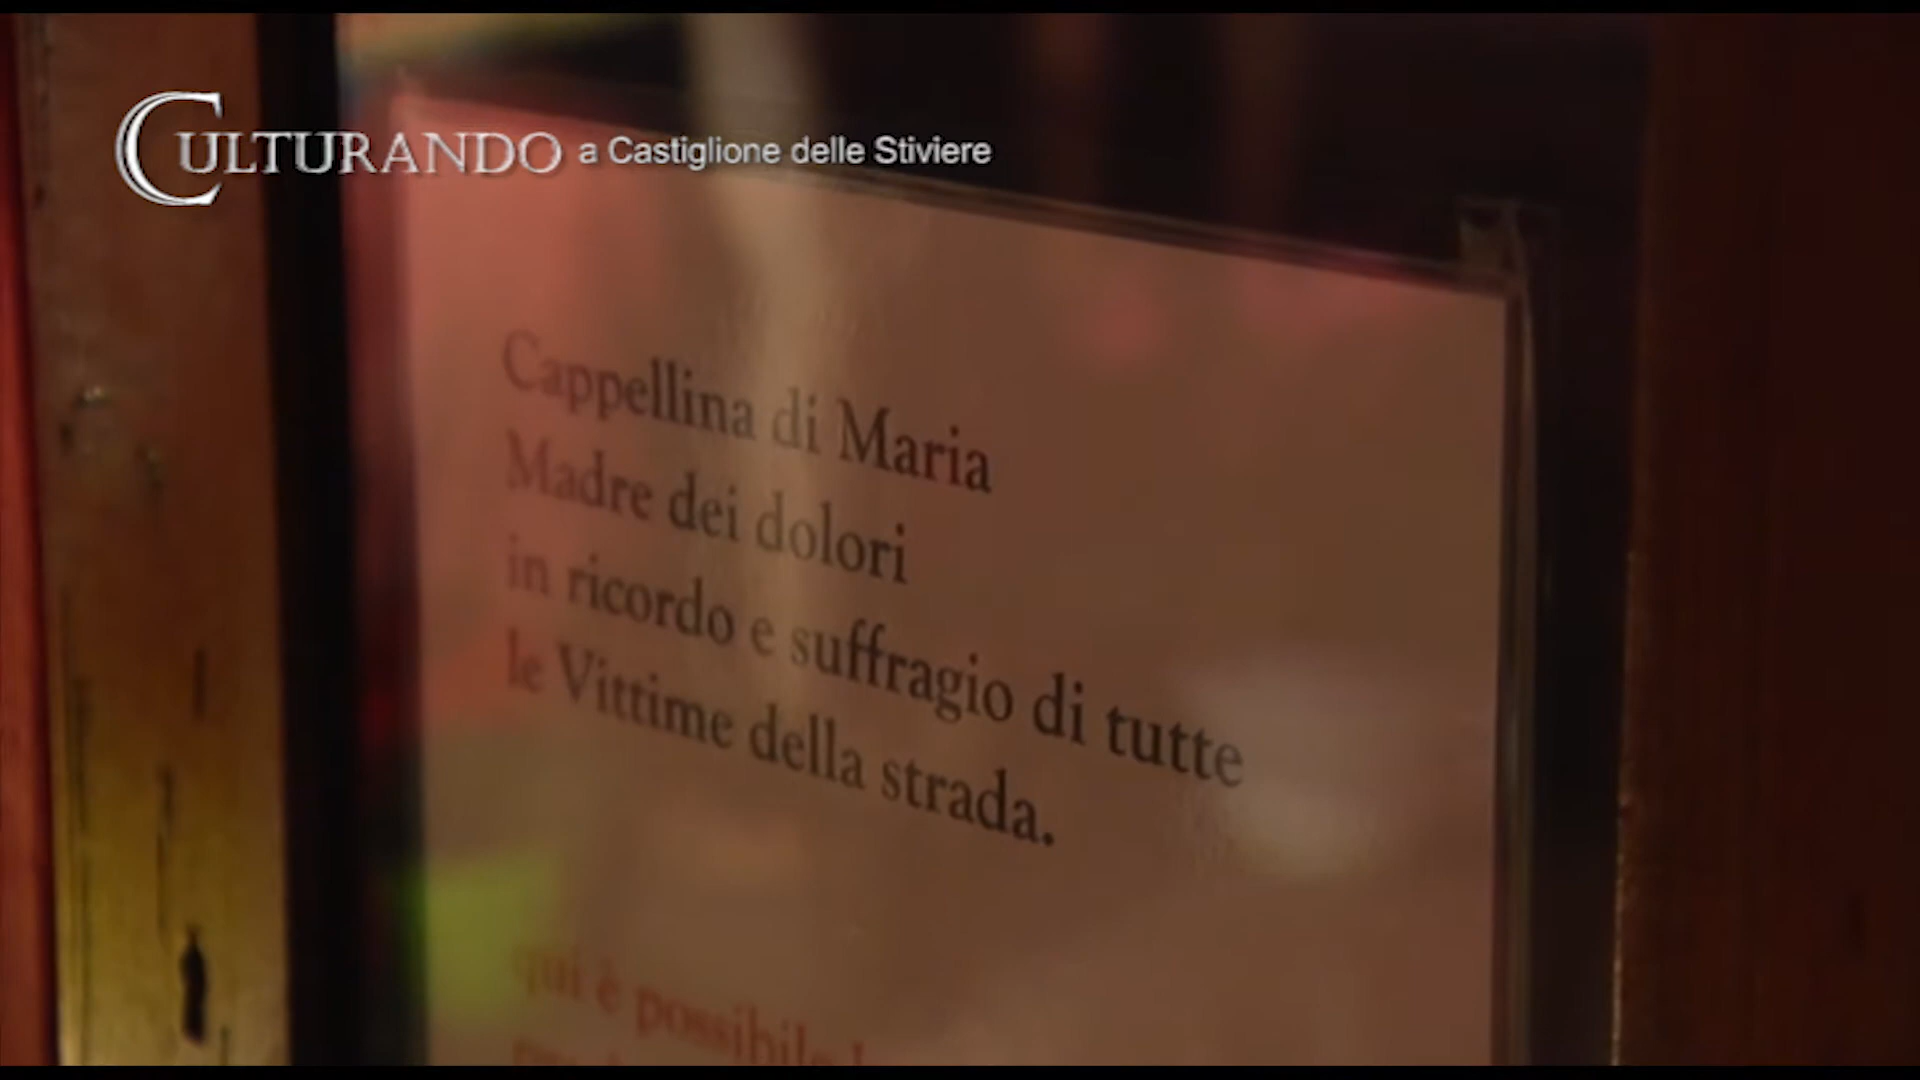 CULTURANDO a Castiglione delle Stiviere
Cappellina di Maria
Madre dei dolori
in ricordo e suffragio di tutte
le Vittime della strada.
qui è possibile